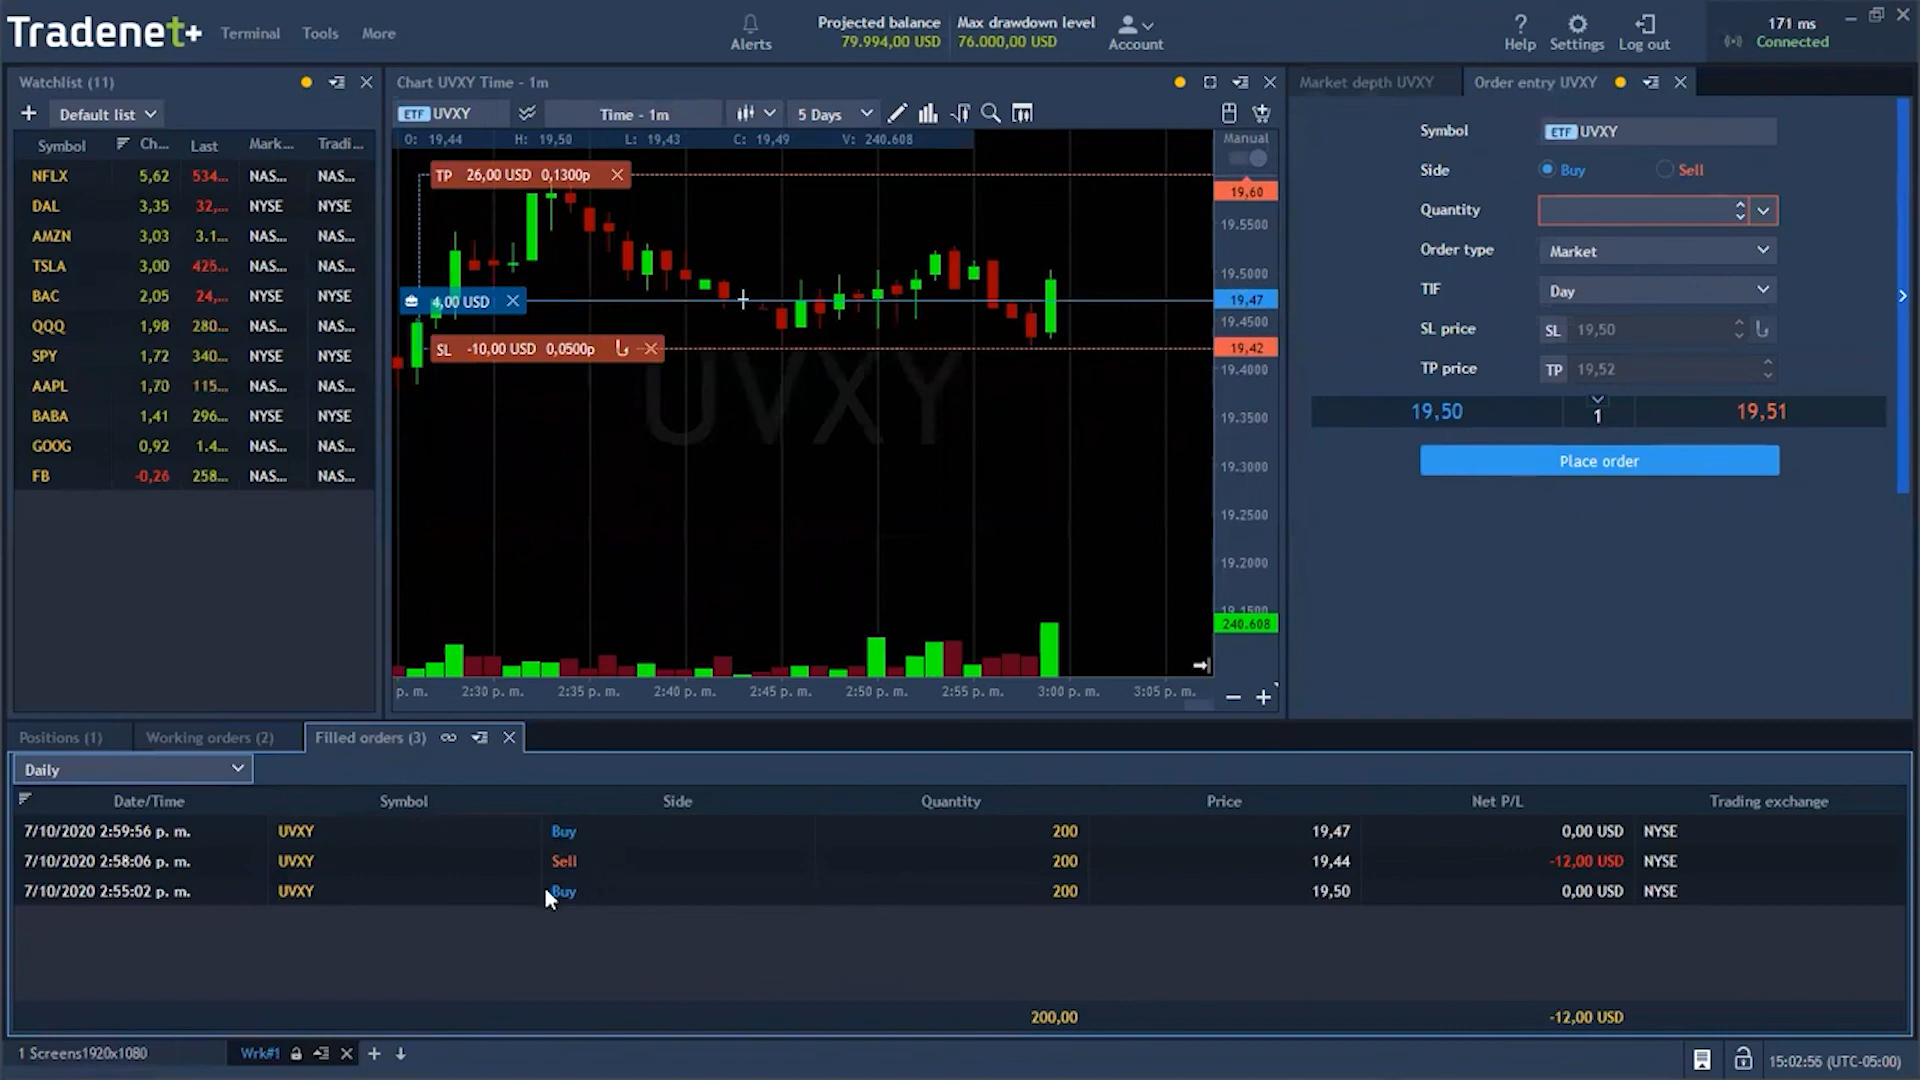 Tradenet+ Terminal Tools More
Alerts
Projected balance
79.994,00 USD
Max drawdown level
76.000,00 USD
Account
Help Settings Log out
171 ms
Connected
Watchlist (11)
Default list
Symbol Ch... Last Mark... Tradi...
NFLX 5,62 534... NAS... NAS...
DAL 3,35 32,... NYSE NYSE
AMZN 3,03 3.1... NAS... NAS...
TSLA 3,00 425... NAS... NAS...
BAC 2,05 24,... NYSE NYSE
QQQ 1,98 280... NAS... NAS...
SPY 1,72 340... NAS... NAS...
AAPL 1,70 115... NAS... NAS...
BABA 1,41 296... NYSE NYSE
GOOG 0,92 1.4... NAS... NAS...
FB -0,26 258... NAS... NAS...
Chart UVXY Time - 1m
ETF UVXY Time - 1m 5 Days
O: 19,44 H: 19,50 L: 19,43 C: 19,49 V: 240.608
Manual
TP 26,00 USD 0,1300p
4,00 USD
SL -10,00 USD 0,0500p
UVXY
19,60
19.5500
19.5000
19,47
19.4500
19,42
19.4000
19.3500
19.3000
19.2500
19.2000
19.1500
240.608
p. m. 2:30 p. m. 2:35 p. m. 2:40 p. m. 2:45 p. m. 2:50 p. m. 2:55 p. m. 3:00 p. m. 3:05 p. m.
Market depth UVXY Order entry UVXY
Symbol ETF UVXY
Side Buy Sell
Quantity
Order type Market
TIF Day
SL price SL 19,50
TP price TP 19,52
19,50 1 19,51
Place order
Positions (1) Working orders (2) Filled orders (3)
Daily
Date/Time Symbol Side Quantity Price Net P/L Trading exchange
7/10/2020 2:59:56 p. m. UVXY Buy 200 19,47 0,00 USD NYSE
7/10/2020 2:58:06 p. m. UVXY Sell 200 19,44 -12,00 USD NYSE
7/10/2020 2:55:02 p. m. UVXY Buy 200 19,50 0,00 USD NYSE
200,00 -12,00 USD
1 Screens1920x1080 Wrk#1
15:02:56 (UTC-05:00)